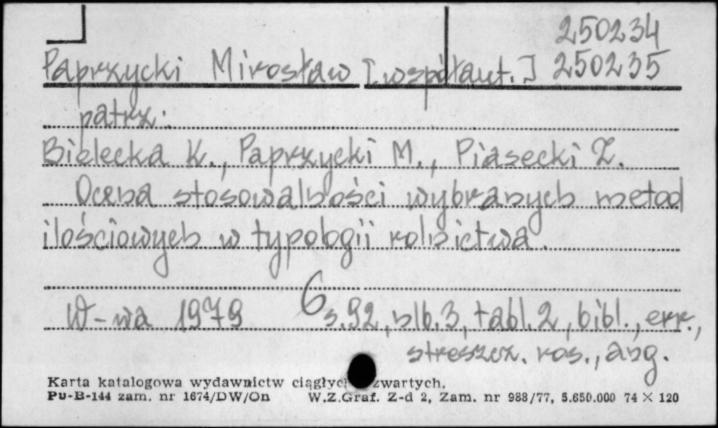 250234
Paprzycki Mirosław [współaut.] 250235
patrz:
Bielecka K., Paprzycki M., Piasecki Z.
Ocena stosowalności wybranych metod
ilościowych w typologii rolnictwa.
W-wa 1979 6 s. 92, nlb. 3, tabl. 2, bibl., err.,
streszcz. ros., ang.
Karta katalogowa wydawnictw ciągłych zwartych.
Pu-B-144 zam. nr 1674/DW/On W.Z.Graf. Z-d 2, Zam. nr 988/77, 5.650.000 74 × 120